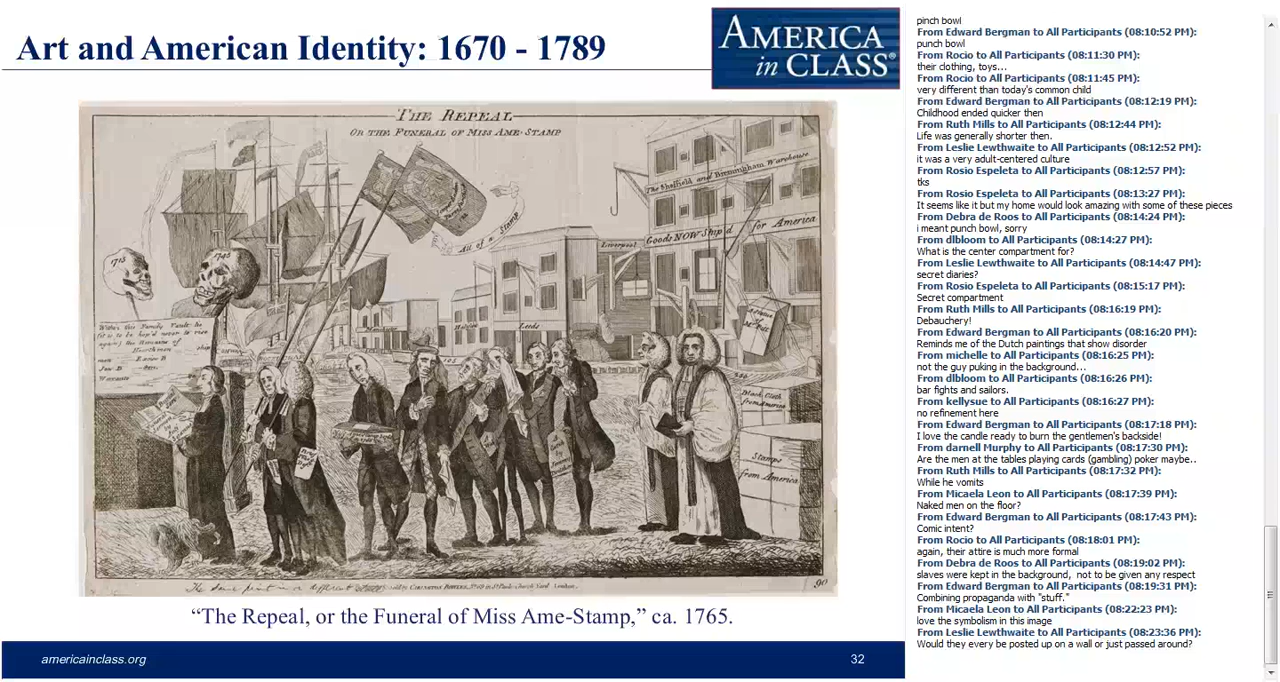 Art and American Identity: 1670 - 1789
AMERICA
in CLASS®
THE REPEAL
OR THE FUNERAL OF MISS AME-STAMP
1715
1745
All of a Stamp
The Sheffield and Birmingham Warehouse
Goods NOW Ship'd for America
Liverpool
Leeds
Within this Family Vault
Black Cloth
from America
Stamps
from America
90
“The Repeal, or the Funeral of Miss Ame-Stamp,” ca. 1765.
americainclass.org
32
pinch bowl
From Edward Bergman to All Participants (08:10:52 PM):
punch bowl
From Rocio to All Participants (08:11:30 PM):
their clothing, toys...
From Rocio to All Participants (08:11:45 PM):
very different than today's common child
From Edward Bergman to All Participants (08:12:19 PM):
Childhood ended quicker then
From Ruth Mills to All Participants (08:12:44 PM):
Life was generally shorter then.
From Leslie Lewthwaite to All Participants (08:12:52 PM):
it was a very adult-centered culture
From Rosio Espeleta to All Participants (08:12:57 PM):
tks
From Rosio Espeleta to All Participants (08:13:27 PM):
It seems like it but my home would look amazing with some of these pieces
From Debra de Roos to All Participants (08:14:24 PM):
i meant punch bowl, sorry
From dlbloom to All Participants (08:14:27 PM):
What is the center compartment for?
From Leslie Lewthwaite to All Participants (08:14:47 PM):
secret diaries?
From Rosio Espeleta to All Participants (08:15:17 PM):
Secret compartment
From Ruth Mills to All Participants (08:16:19 PM):
Debauchery!
From Edward Bergman to All Participants (08:16:20 PM):
Reminds me of the Dutch paintings that show disorder
From michelle to All Participants (08:16:25 PM):
not the guy puking in the background...
From dlbloom to All Participants (08:16:26 PM):
bar fights and sailors.
From kellysue to All Participants (08:16:27 PM):
no refinement here
From Edward Bergman to All Participants (08:17:18 PM):
I love the candle ready to burn the gentlemen's backside!
From darnell Murphy to All Participants (08:17:30 PM):
Are the men at the tables playing cards (gambling) poker maybe..
From Ruth Mills to All Participants (08:17:32 PM):
While he vomits
From Micaela Leon to All Participants (08:17:39 PM):
Naked men on the floor?
From Edward Bergman to All Participants (08:17:43 PM):
Comic intent?
From Rocio to All Participants (08:18:01 PM):
again, their attire is much more formal
From Debra de Roos to All Participants (08:19:02 PM):
slaves were kept in the background,  not to be given any respect
From Edward Bergman to All Participants (08:19:31 PM):
Combining propaganda with "stuff."
From Micaela Leon to All Participants (08:22:23 PM):
love the symbolism in this image
From Leslie Lewthwaite to All Participants (08:23:36 PM):
Would they every be posted up on a wall or just passed around?